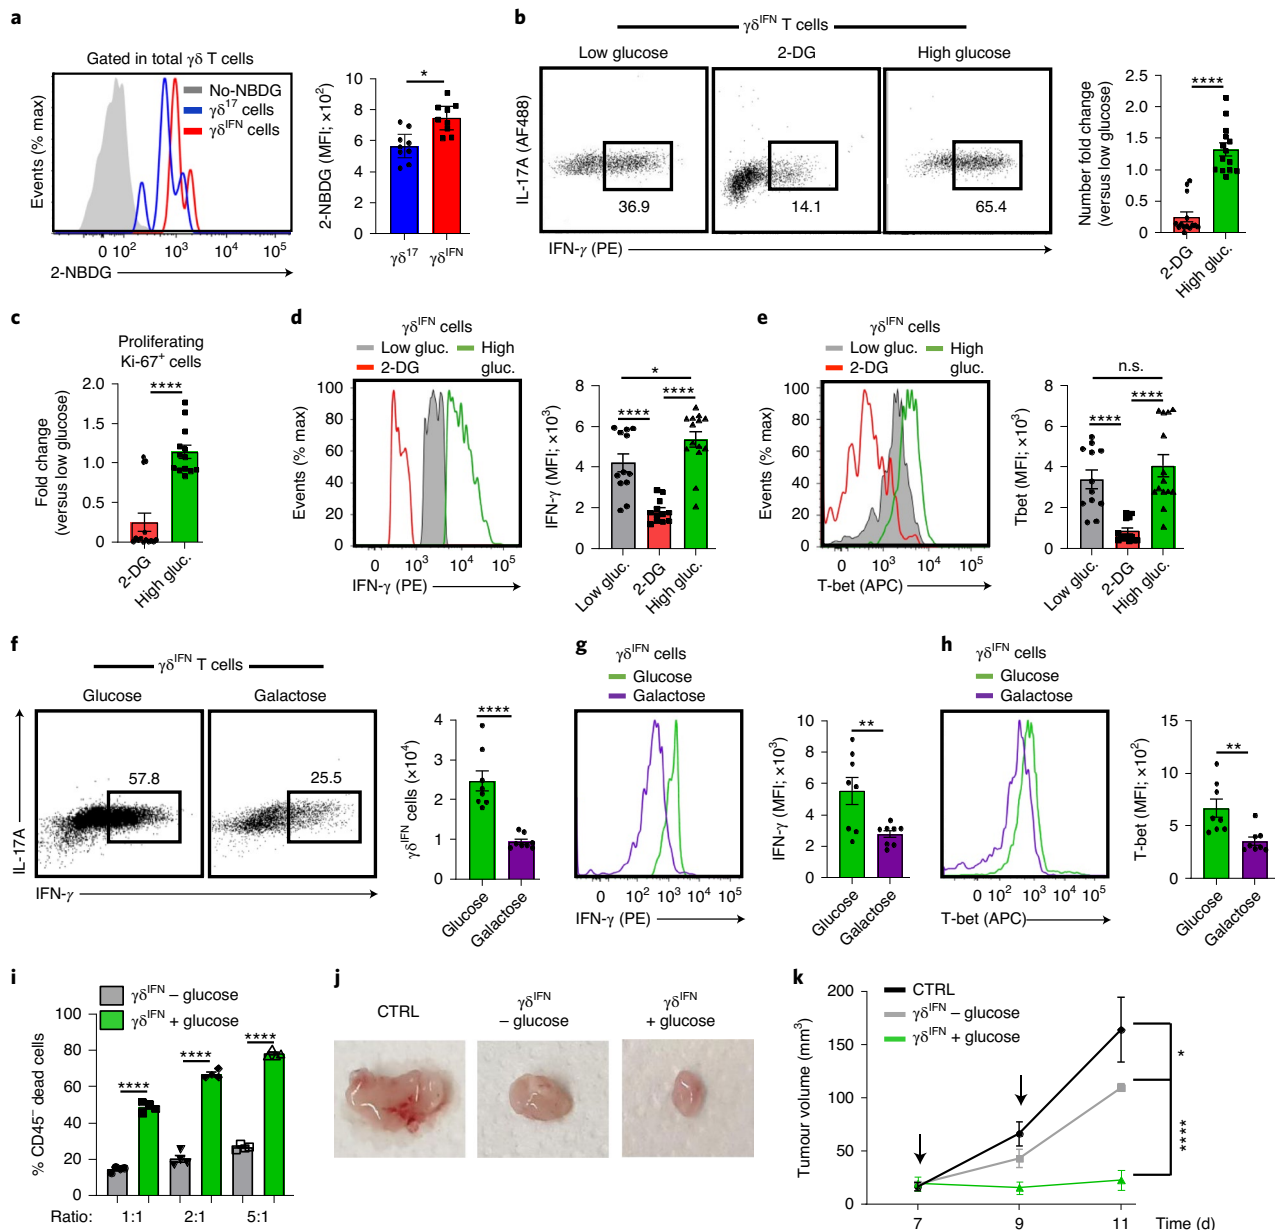 a
Gated in total γδ T cells
No-NBDG
γδ17 cells
γδIFN cells
Events (% max)
0 102 103 104 105
2-NBDG
2-NBDG (MFI; ×102)
10
8
6
4
2
0
*
γδ17 γδIFN
b
γδIFN T cells
Low glucose 2-DG High glucose
IL-17A (AF488)
36.9 14.1 65.4
IFN-γ (PE)
Number fold change
(versus low glucose)
2.5
2.0
1.5
1.0
0.5
0
****
2-DG
High gluc.
c
Proliferating
Ki-67+ cells
Fold change
(versus low glucose)
2.0
1.5
1.0
0.5
0
****
2-DG
High gluc.
d
γδIFN cells
Low gluc. High
2-DG gluc.
Events (% max)
100
80
60
40
20
0
0 103 104 105
IFN-γ (PE)
IFN-γ (MFI; ×103)
8
6
4
2
0
*
**** ****
Low gluc.
2-DG
High gluc.
e
γδIFN cells
Low gluc. High
2-DG gluc.
Events (% max)
100
80
60
40
20
0
0 103 104 105
T-bet (APC)
Tbet (MFI; ×103)
8
6
4
2
0
n.s.
**** ****
Low gluc.
2-DG
High gluc.
f
γδIFN T cells
Glucose Galactose
IL-17A
57.8 25.5
IFN-γ
γδIFN cells (×104)
4
3
2
1
0
****
Glucose
Galactose
g
γδIFN cells
Glucose
Galactose
0 102 103 104 105
IFN-γ (PE)
IFN-γ (MFI; ×103)
10
8
6
4
2
0
**
Glucose
Galactose
h
γδIFN cells
Glucose
Galactose
0 102 103 104 105
T-bet (APC)
T-bet (MFI; ×102)
15
10
5
0
**
Glucose
Galactose
i
γδIFN – glucose
γδIFN + glucose
% CD45– dead cells
100
80
60
40
20
0
**** **** ****
Ratio: 1:1 2:1 5:1
j
CTRL
γδIFN
– glucose
γδIFN
+ glucose
k
CTRL
γδIFN – glucose
γδIFN + glucose
Tumour volume (mm3)
200
150
100
50
0
*
****
7 9 11 Time (d)